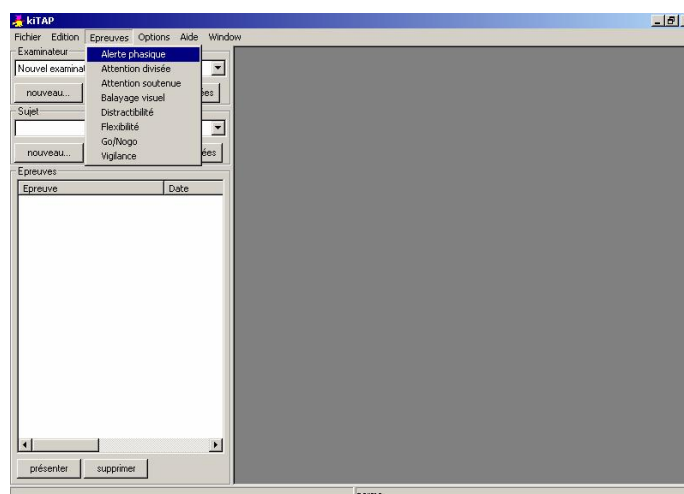 kiTAP
Fichier Edition Epreuves Options Aide Window
Examinateur
Alerte phasique
Nouvel examinat
Attention divisée
Attention soutenue
nouveau...
Balayage visuel
Sujet
Distractibilité
Flexibilité
Go/Nogo
nouveau...
ées
Vigilance
Epreuves
Epreuve Date
présenter supprimer